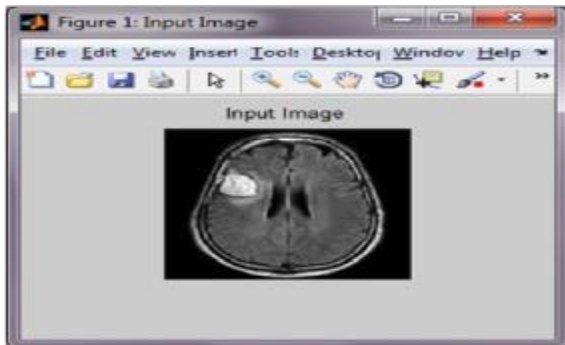 Figure 1: Input Image
File Edit View Insert Tools Desktop Window Help
Input Image